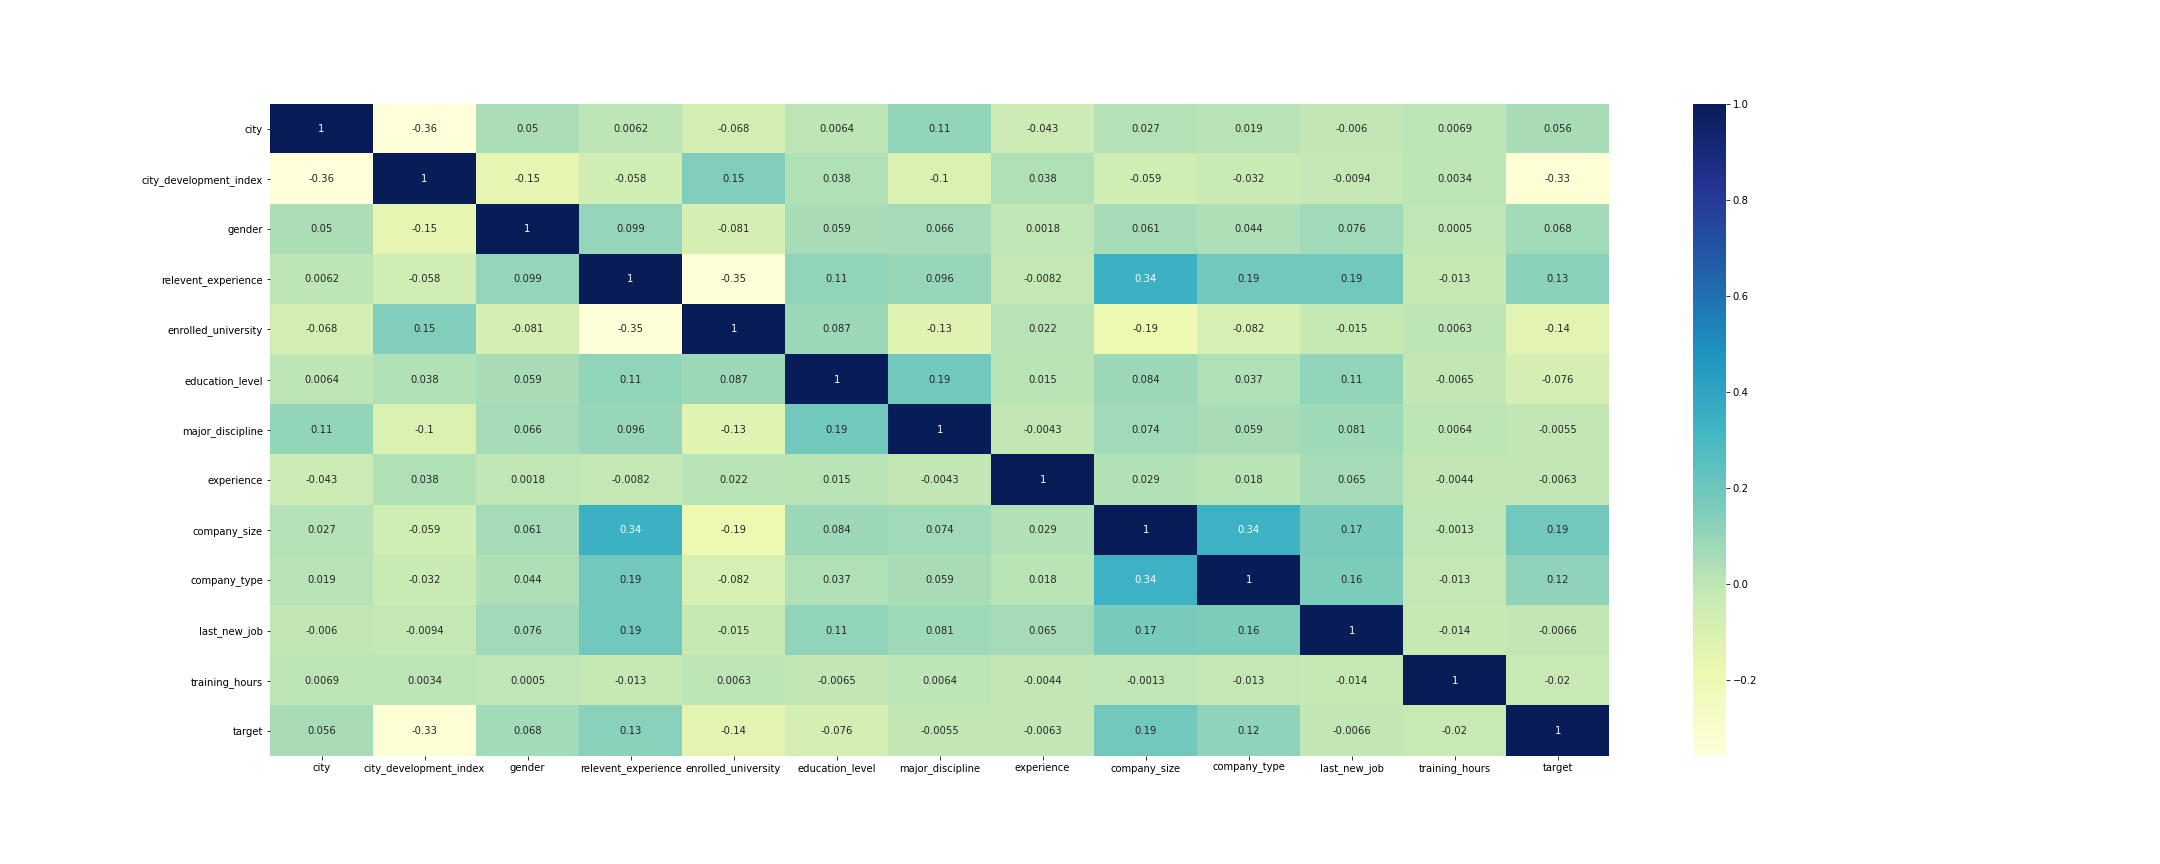 city 1 -0.36 0.05 0.0062 -0.068 0.0064 0.11 -0.043 0.027 0.019 -0.006 0.0069 0.056
city_development_index -0.36 1 -0.15 -0.058 0.15 0.038 -0.1 0.038 -0.059 -0.032 -0.0094 0.0034 -0.33
gender 0.05 -0.15 1 0.099 -0.081 0.059 0.066 0.0018 0.061 0.044 0.076 0.0005 0.068
relevent_experience 0.0062 -0.058 0.099 1 -0.35 0.11 0.096 -0.0082 0.34 0.19 0.19 -0.013 0.13
enrolled_university -0.068 0.15 -0.081 -0.35 1 0.087 -0.13 0.022 -0.19 -0.082 -0.015 0.0063 -0.14
education_level 0.0064 0.038 0.059 0.11 0.087 1 0.19 0.015 0.084 0.037 0.11 -0.0065 -0.076
major_discipline 0.11 -0.1 0.066 0.096 -0.13 0.19 1 -0.0043 0.074 0.059 0.081 0.0064 -0.0055
experience -0.043 0.038 0.0018 -0.0082 0.022 0.015 -0.0043 1 0.029 0.018 0.065 -0.0044 -0.0063
company_size 0.027 -0.059 0.061 0.34 -0.19 0.084 0.074 0.029 1 0.34 0.17 -0.0013 0.19
company_type 0.019 -0.032 0.044 0.19 -0.082 0.037 0.059 0.018 0.34 1 0.16 -0.013 0.12
last_new_job -0.006 -0.0094 0.076 0.19 -0.015 0.11 0.081 0.065 0.17 0.16 1 -0.014 -0.0066
training_hours 0.0069 0.0034 0.0005 -0.013 0.0063 -0.0065 0.0064 -0.0044 -0.0013 -0.013 -0.014 1 -0.02
target 0.056 -0.33 0.068 0.13 -0.14 -0.076 -0.0055 -0.0063 0.19 0.12 -0.0066 -0.02 1
city city_development_index gender relevent_experience enrolled_university education_level major_discipline experience company_size company_type last_new_job training_hours target
1.0
0.8
0.6
0.4
0.2
0.0
−0.2